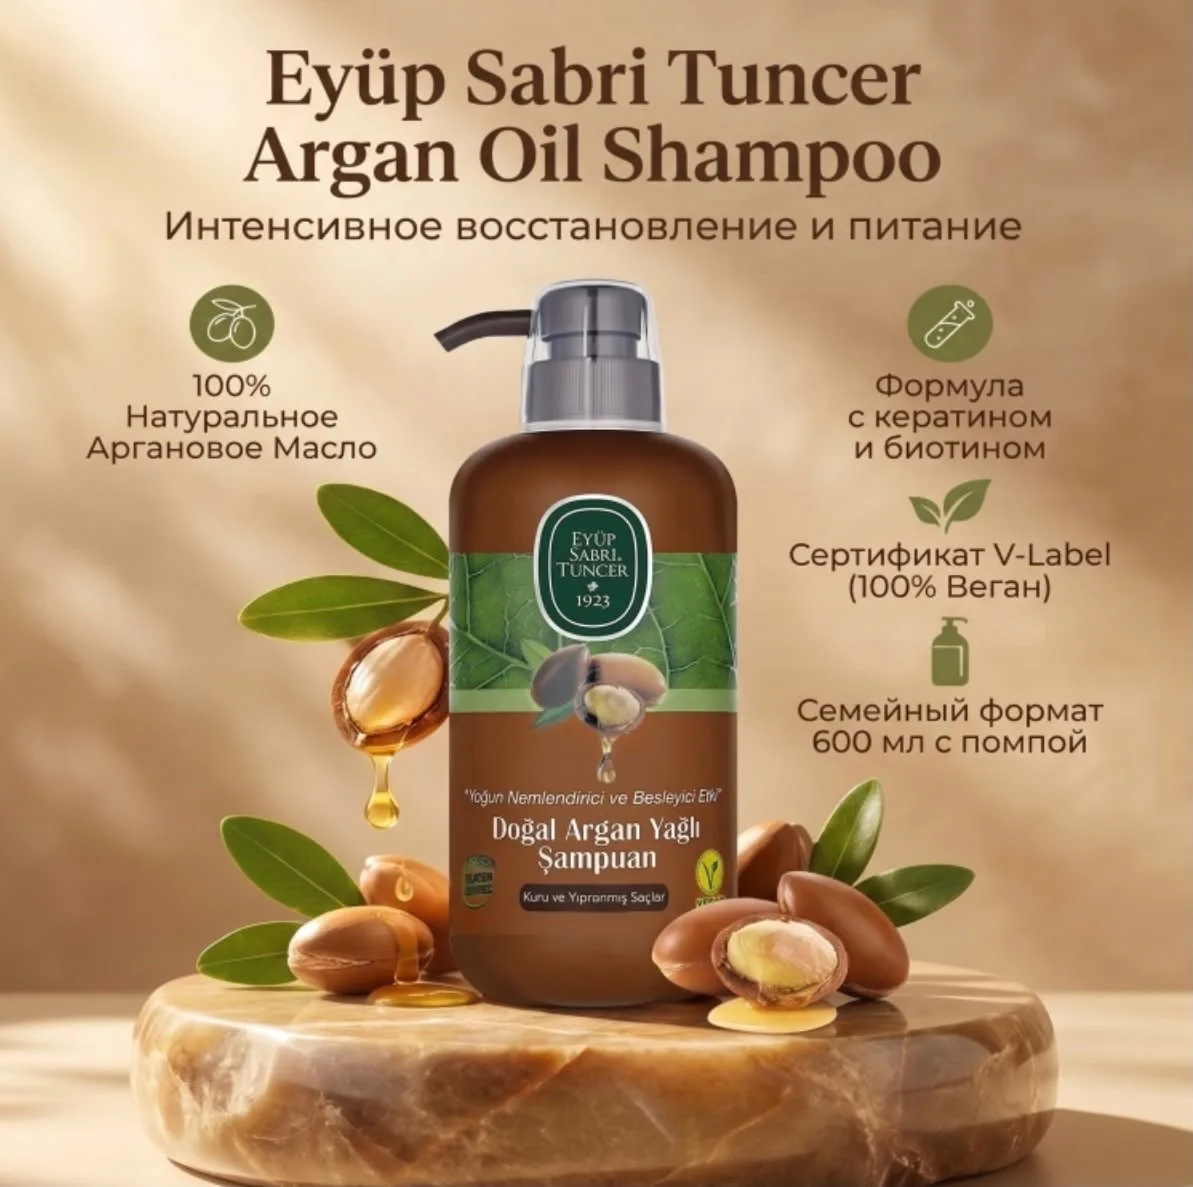 Eyüp Sabri Tuncer
Argan Oil Shampoo
Интенсивное восстановление и питание
100%
Натуральное
Аргановое Масло
Формула
с кератином
и биотином
Сертификат V-Label
(100% Веган)
Семейный формат
600 мл с помпой
EYÜP
SABRİ
TUNCER
1923
"Yoğun Nemlendirici ve Besleyici Etki"
Doğal Argan Yağlı
Şampuan
Kuru ve Yıpranmış Saçlar